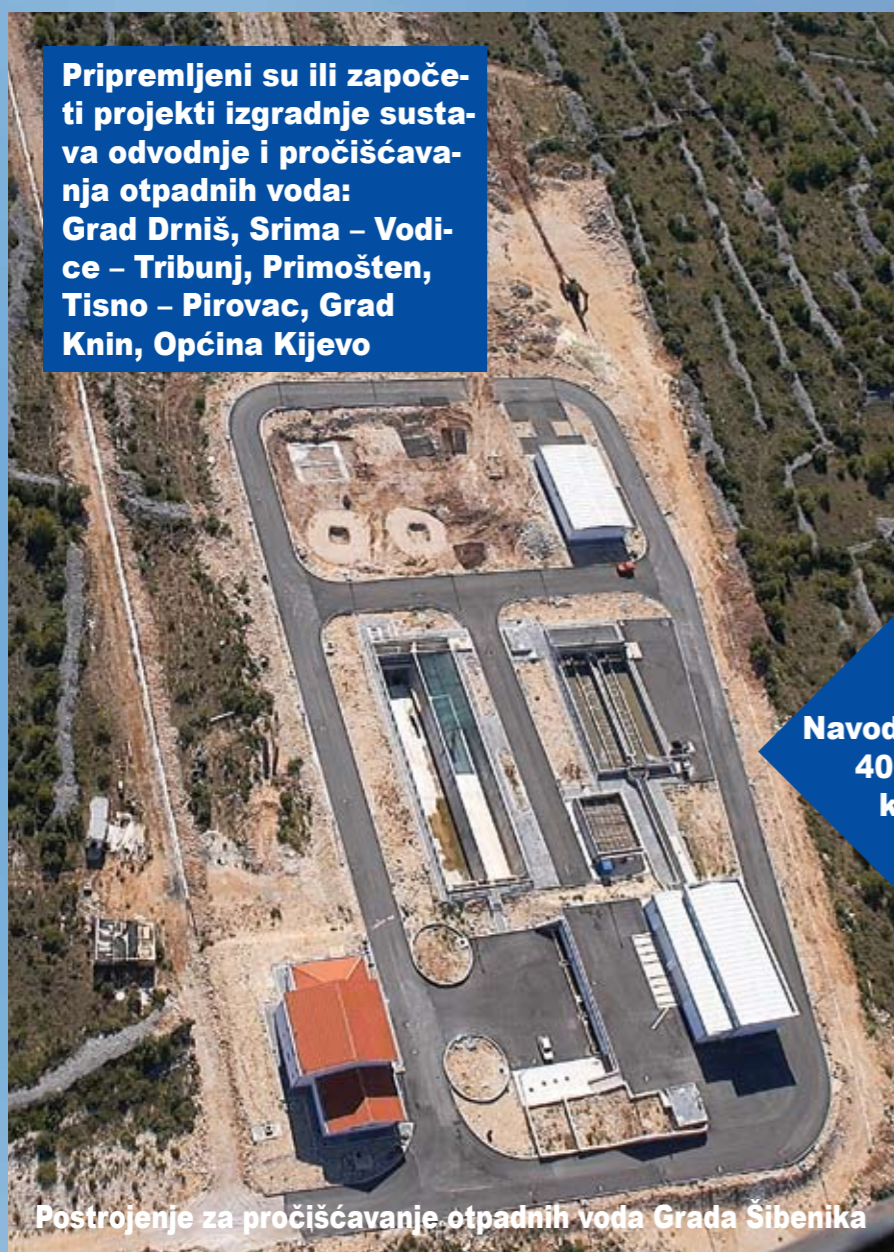 Pripremljeni su ili započe-
ti projekti izgradnje susta-
va odvodnje i pročišćava-
nja otpadnih voda:
Grad Drniš, Srima – Vodi-
ce – Tribunj, Primošten,
Tisno – Pirovac, Grad
Knin, Općina Kijevo
Postrojenje za pročišćavanje otpadnih voda Grada Šibenika